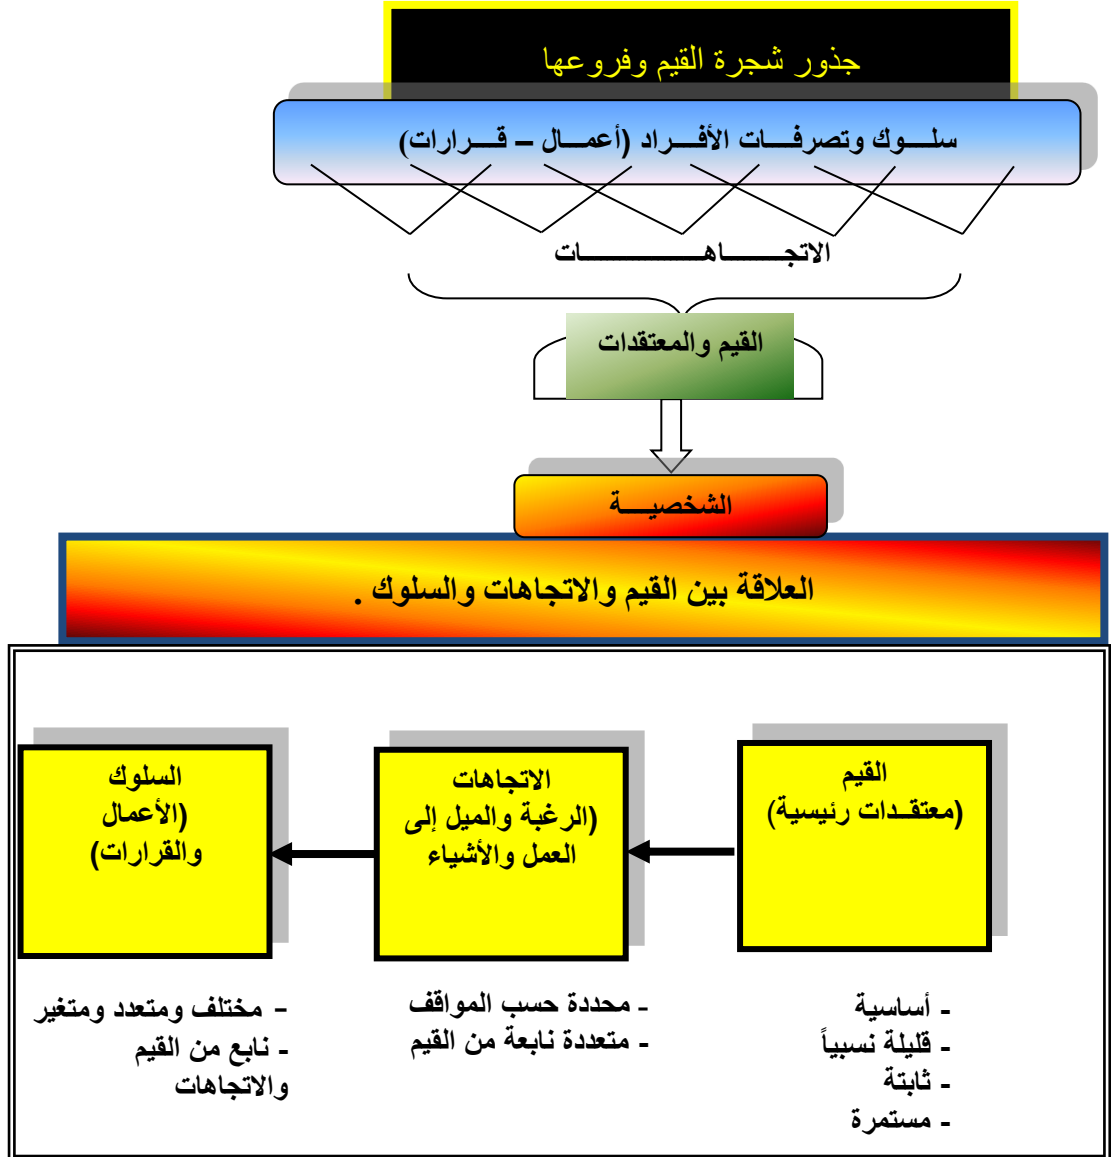 جذور شجرة القيم وفروعها
سلـــوك وتصرفـــات الأفـــراد (أعمـــال – قـــرارات)
الاتجـــــاهـــــــــات
القيم والمعتقدات
الشخصيـــة
العلاقة بين القيم والاتجاهات والسلوك .
القيم
(معتقــدات رئيسية)
الاتجاهات
(الرغبة والميل إلى
العمل والأشياء
السلوك
(الأعمال
والقرارات)
- أساسية
- قليلة نسبياً
- ثابتة
- مستمرة
- محددة حسب المواقف
- متعددة نابعة من القيم
- مختلف ومتعدد ومتغير
- نابع من القيم
والاتجاهات